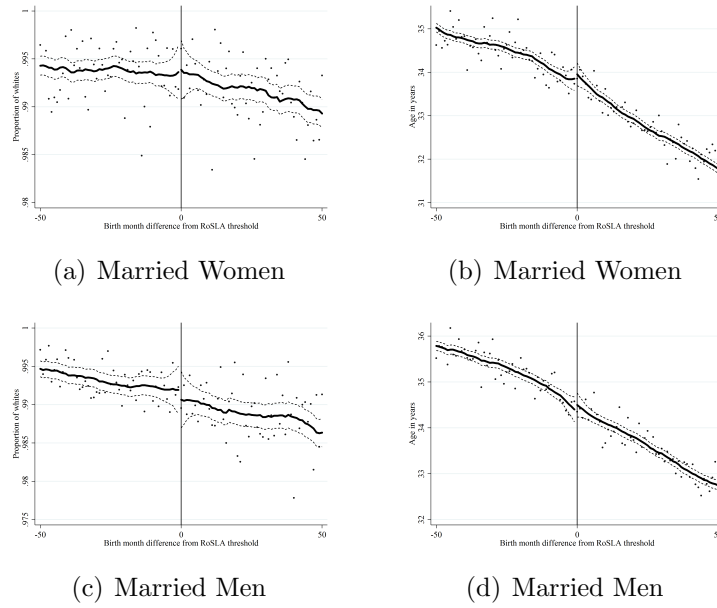 1
.995
.99
.985
.98
Proportion of whites
-50 0 50
Birth month difference from RoSLA threshold
(a) Married Women
35
34
33
32
31
Age in years
-50 0 50
Birth month difference from RoSLA threshold
(b) Married Women
1
.995
.99
.985
.98
.975
Proportion of whites
-50 0 50
Birth month difference from RoSLA threshold
(c) Married Men
36
35
34
33
32
Age in years
-50 0 50
Birth month difference from RoSLA threshold
(d) Married Men